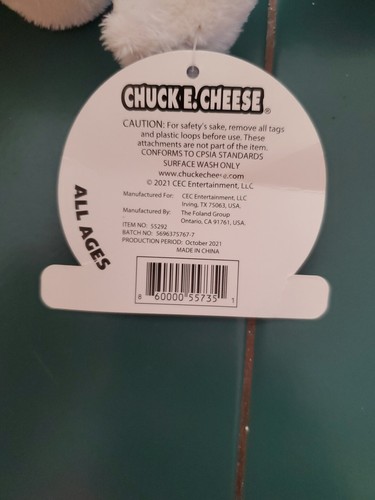 CHUCK E. CHEESE®
CAUTION: For safety's sake, remove all tags
and plastic loops before use. These
attachments are not part of the item.
CONFORMS TO CPSIA STANDARDS
SURFACE WASH ONLY
www.chuckecheese.com
© 2021 CEC Entertainment, LLC
Manufactured For: CEC Entertainment, LLC
Irving, TX 75063, USA.
Manufactured By: The Foland Group
Ontario, CA 91761, USA.
ITEM NO: 55292
BATCH NO: 5696375767-7
PRODUCTION PERIOD: October 2021
MADE IN CHINA
ALL AGES
8 60000 55735 1